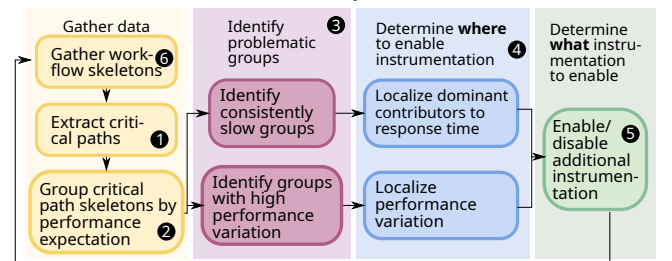 Gather data
Gather work-
flow skeletons
6
Extract criti-
cal paths
1
Group critical
path skeletons by
performance
expectation
2
Identify
problematic
groups
3
Identify
consistently
slow groups
Identify groups
with high
performance
variation
Determine where
to enable
instrumentation
4
Localize dominant
contributors to
response time
Localize
performance
variation
Determine
what instru-
mentation
to enable
Enable/
disable
additional
instrumen-
tation
5